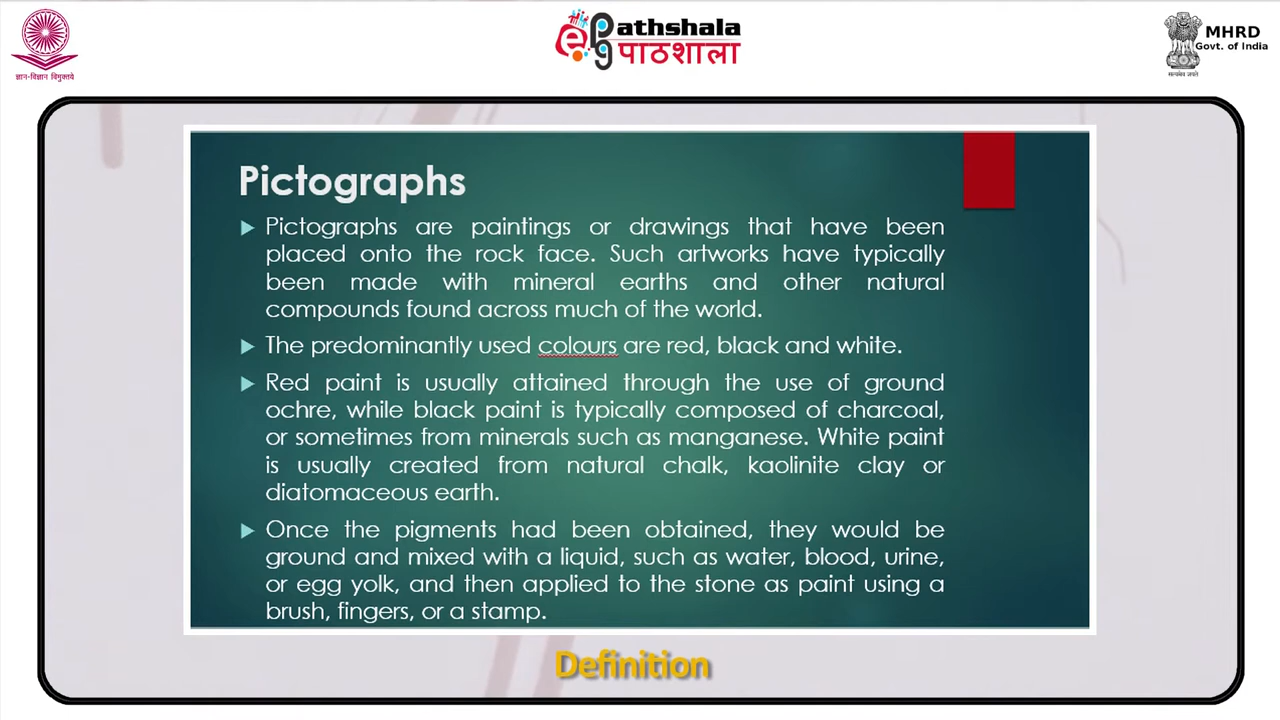 ज्ञान-विज्ञान विमुक्तये
epg
athshala
पाठशाला
MHRD
Govt. of India
सत्यमेव जयते
Pictographs
Pictographs are paintings or drawings that have been
placed onto the rock face. Such artworks have typically
been made with mineral earths and other natural
compounds found across much of the world.
The predominantly used colours are red, black and white.
Red paint is usually attained through the use of ground
ochre, while black paint is typically composed of charcoal,
or sometimes from minerals such as manganese. White paint
is usually created from natural chalk, kaolinite clay or
diatomaceous earth.
Once the pigments had been obtained, they would be
ground and mixed with a liquid, such as water, blood, urine,
or egg yolk, and then applied to the stone as paint using a
brush, fingers, or a stamp.
Definition